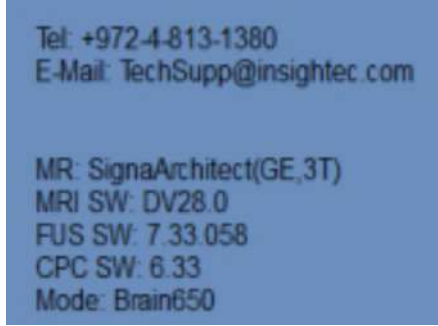 Tel: +972-4-813-1380
E-Mail: TechSupp@insightec.com
MR: SignaArchitect(GE,3T)
MRI SW: DV28.0
FUS SW: 7.33.058
CPC SW: 6.33
Mode: Brain650